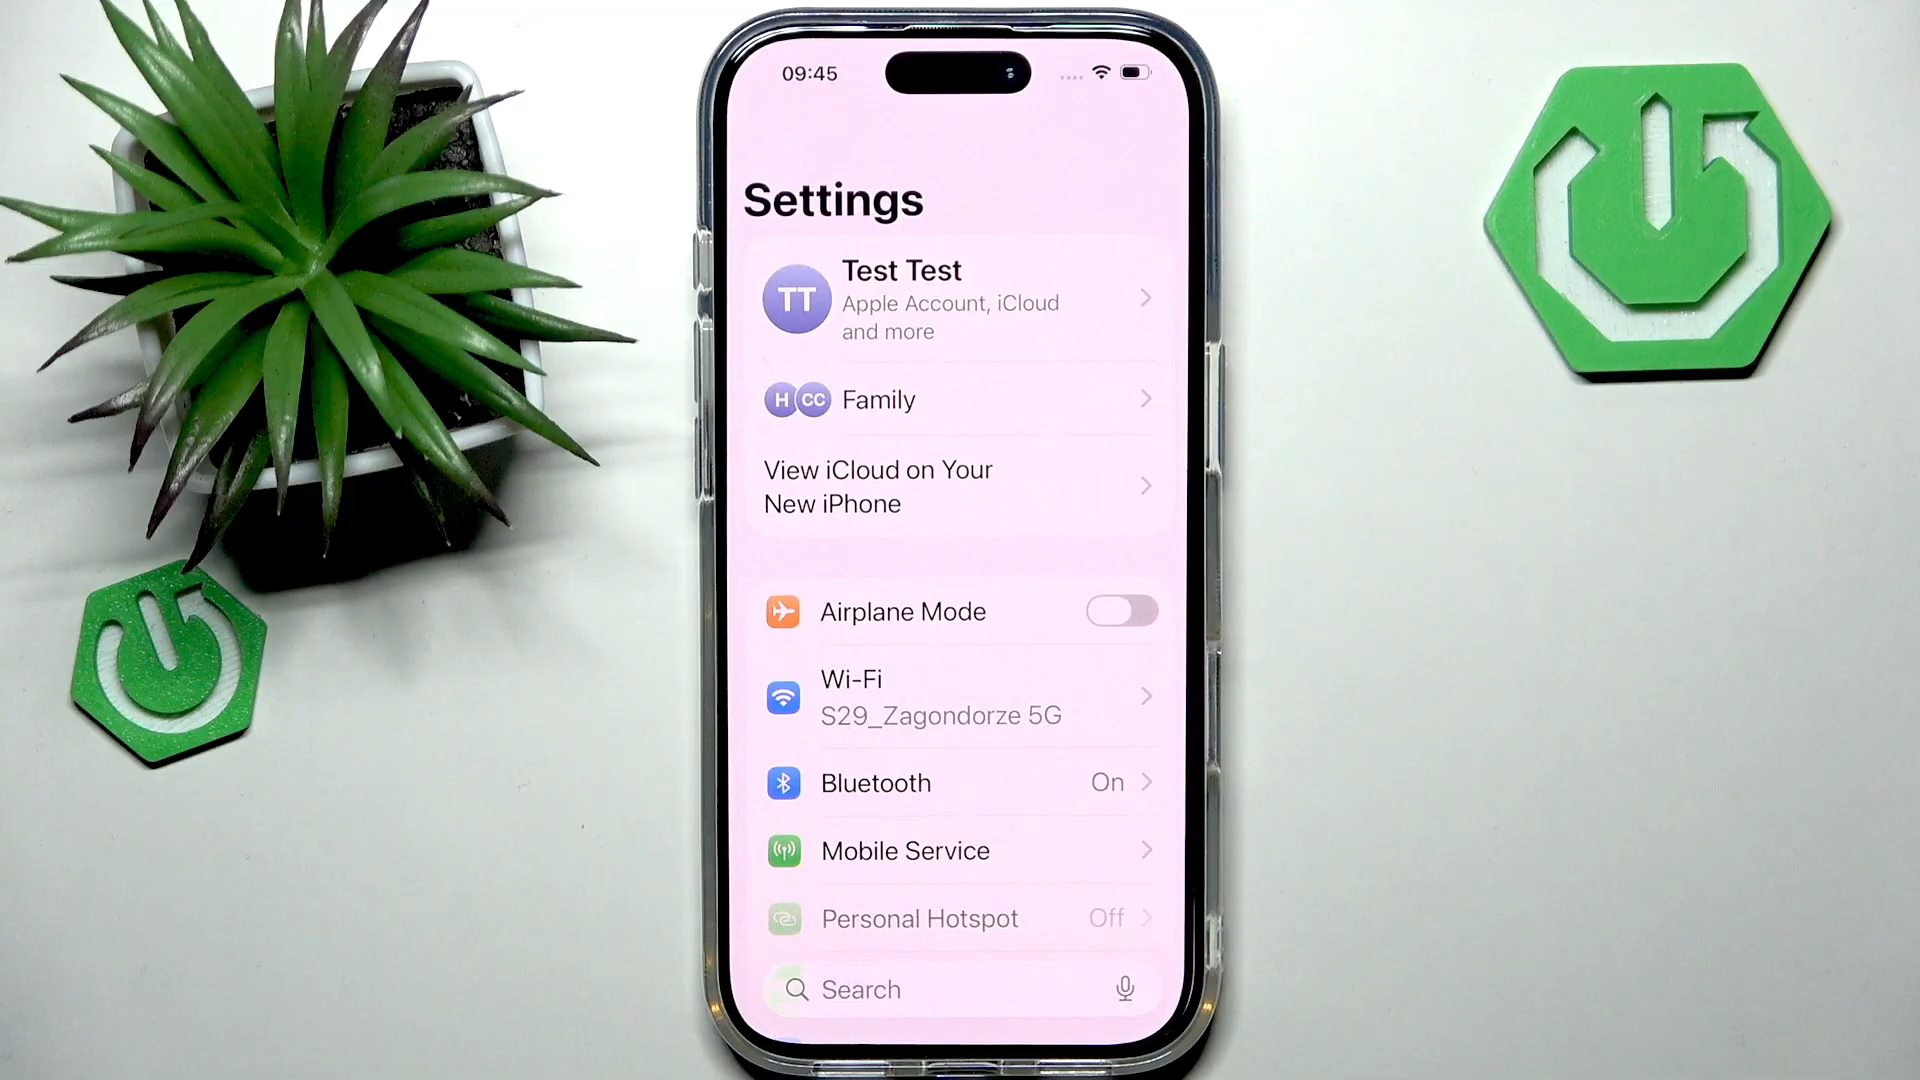 09:45
Settings
TT
Test Test
Apple Account, iCloud
and more
H CC
Family
View iCloud on Your
New iPhone
Airplane Mode
Wi-Fi
S29_Zagondorze 5G
Bluetooth On
Mobile Service
Personal Hotspot Off
Search